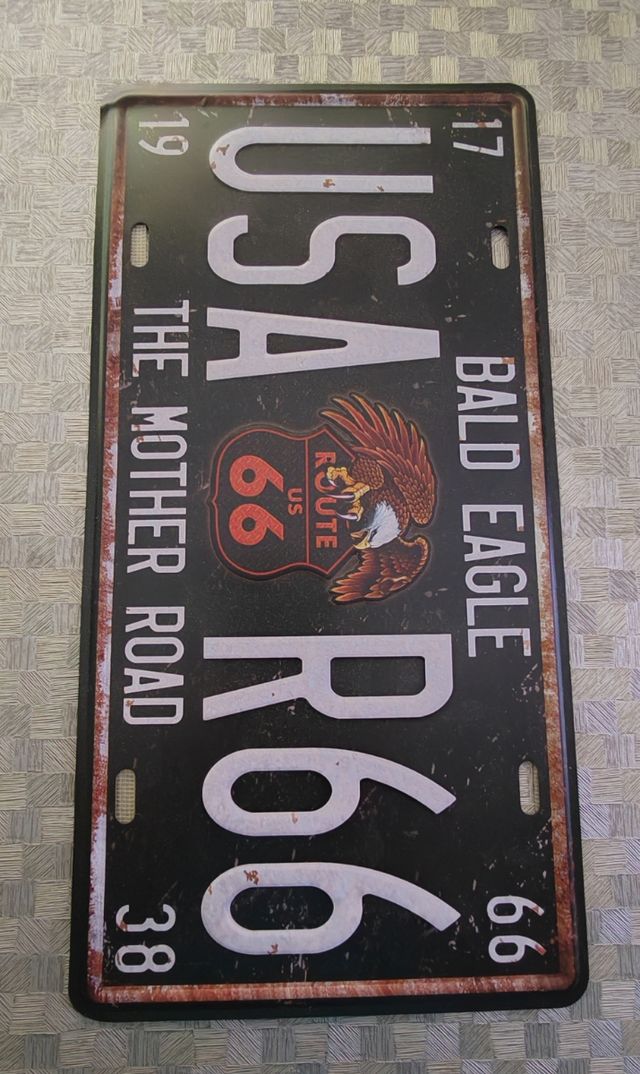 17 BALD EAGLE 66
USA R66
ROUTE
US
66
19 THE MOTHER ROAD 38